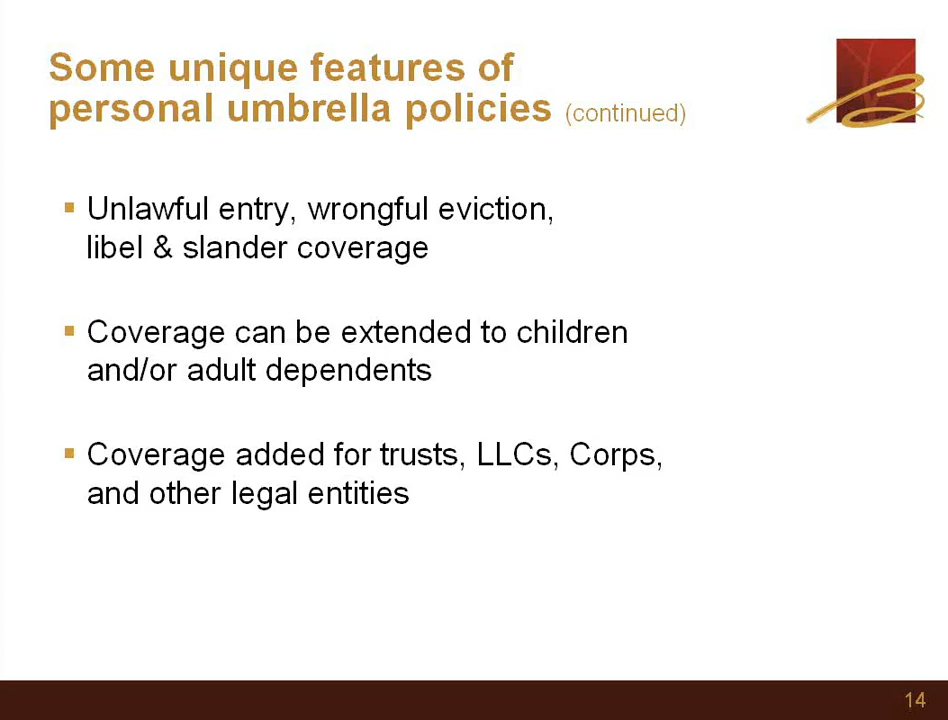 Some unique features of
personal umbrella policies (continued)
▪ Unlawful entry, wrongful eviction,
libel & slander coverage
▪ Coverage can be extended to children
and/or adult dependents
▪ Coverage added for trusts, LLCs, Corps,
and other legal entities
14